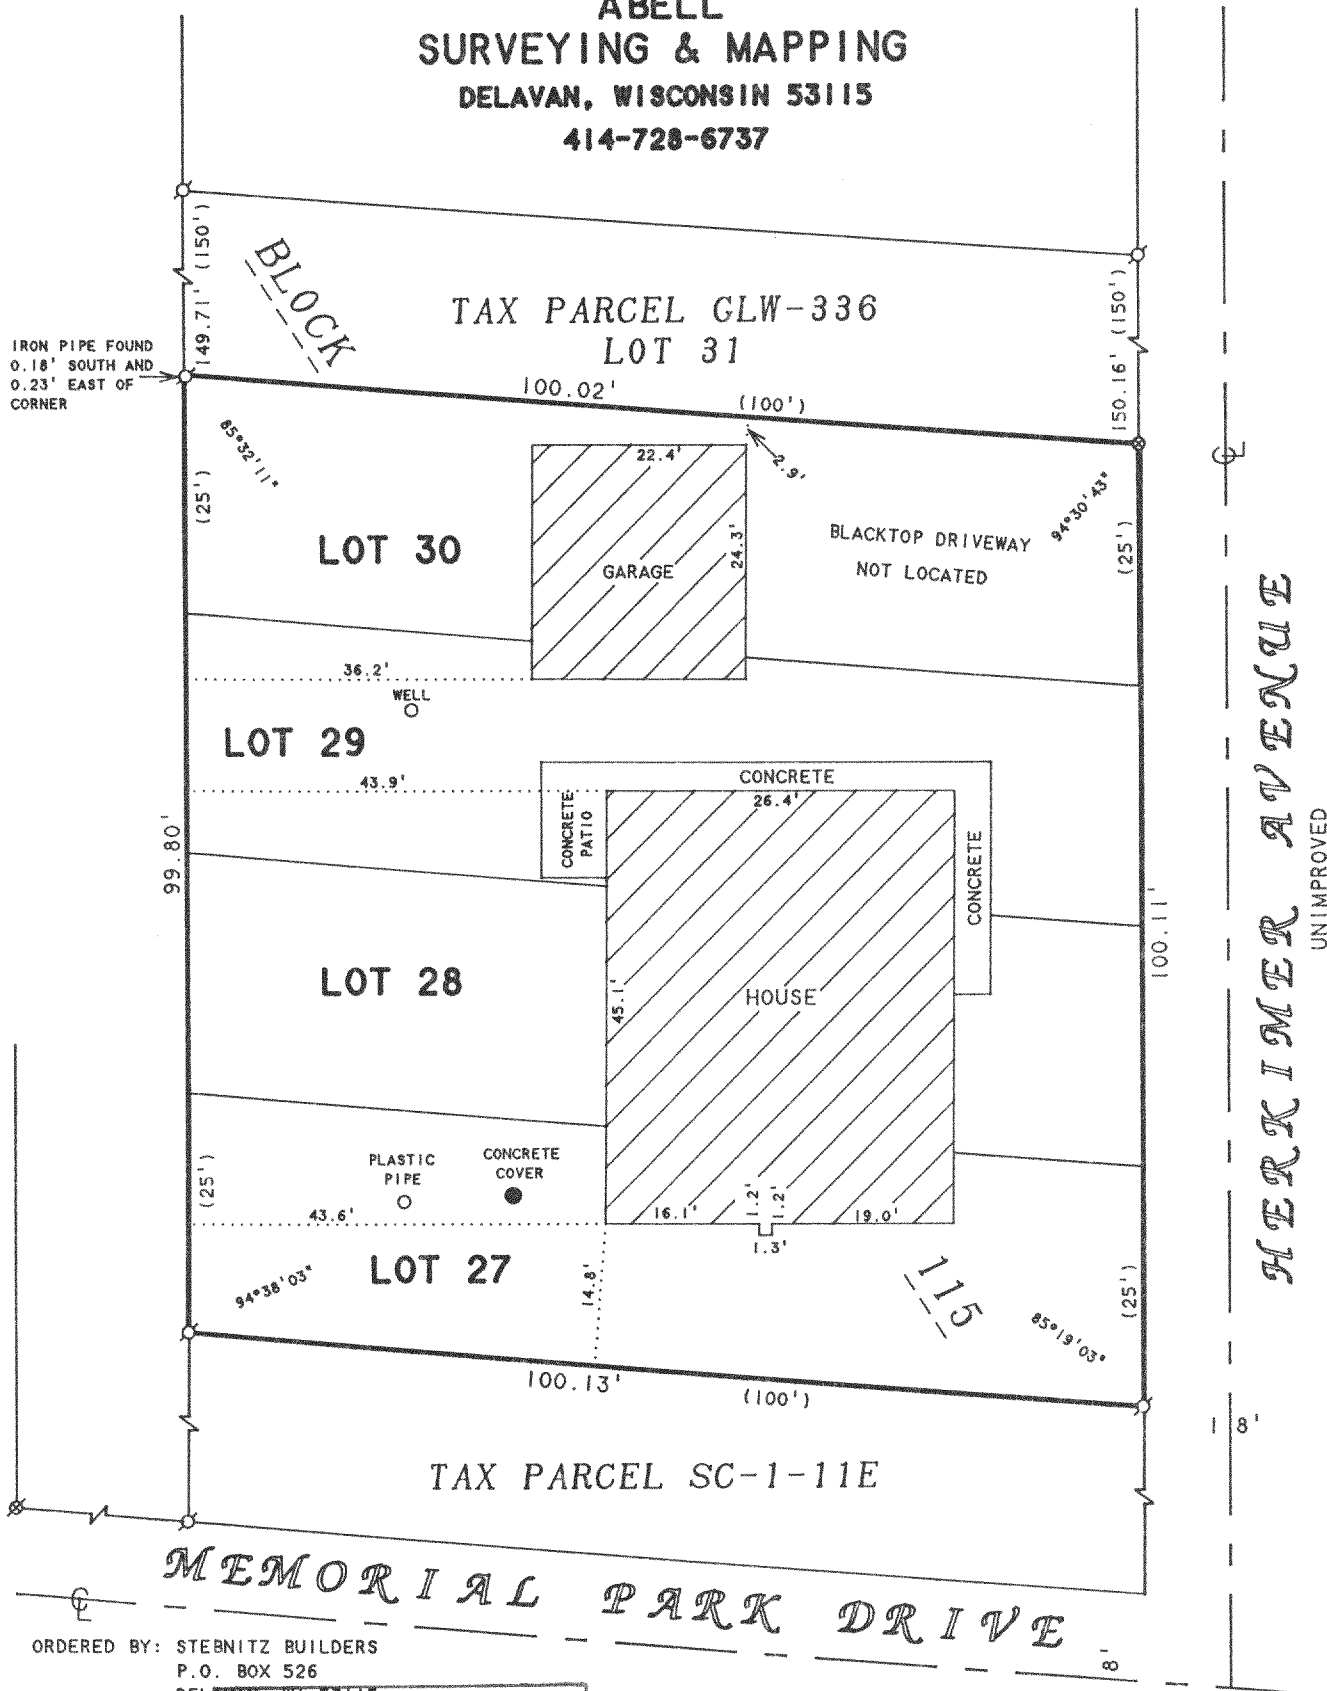 ABELL
SURVEYING & MAPPING
DELAVAN, WISCONSIN 53115
414-728-6737
149.71' (150')
BLOCK
TAX PARCEL GLW-336
LOT 31
150.16' (150')
IRON PIPE FOUND
0.18' SOUTH AND
0.23' EAST OF
CORNER
100.02' (100')
85°32'11"
22.4'
2.9'
94°30'43"
(25')
LOT 30
24.3'
GARAGE
BLACKTOP DRIVEWAY
NOT LOCATED
(25')
CL
36.2'
WELL
LOT 29
43.9'
CONCRETE
26.4'
CONCRETE
PATIO
CONCRETE
99.80'
100.11'
HERKIMER AVENUE
UNIMPROVED
LOT 28
45.1'
HOUSE
PLASTIC
PIPE
CONCRETE
COVER
(25')
43.6'
16.1'
1.2'
1.2'
19.0'
1.3'
LOT 27
14.8'
94°38'03"
115
(25')
85°19'03"
100.13' (100')
18'
TAX PARCEL SC-1-11E
MEMORIAL PARK DRIVE
CL
8'
ORDERED BY: STEBNITZ BUILDERS
P.O. BOX 526